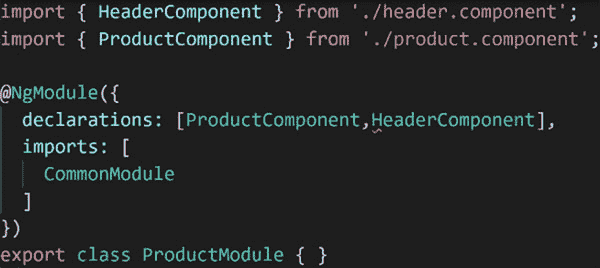 import { HeaderComponent } from './header.component';
import { ProductComponent } from './product.component';
@NgModule({
declarations: [ProductComponent,HeaderComponent],
imports: [
CommonModule
]
})
export class ProductModule { }